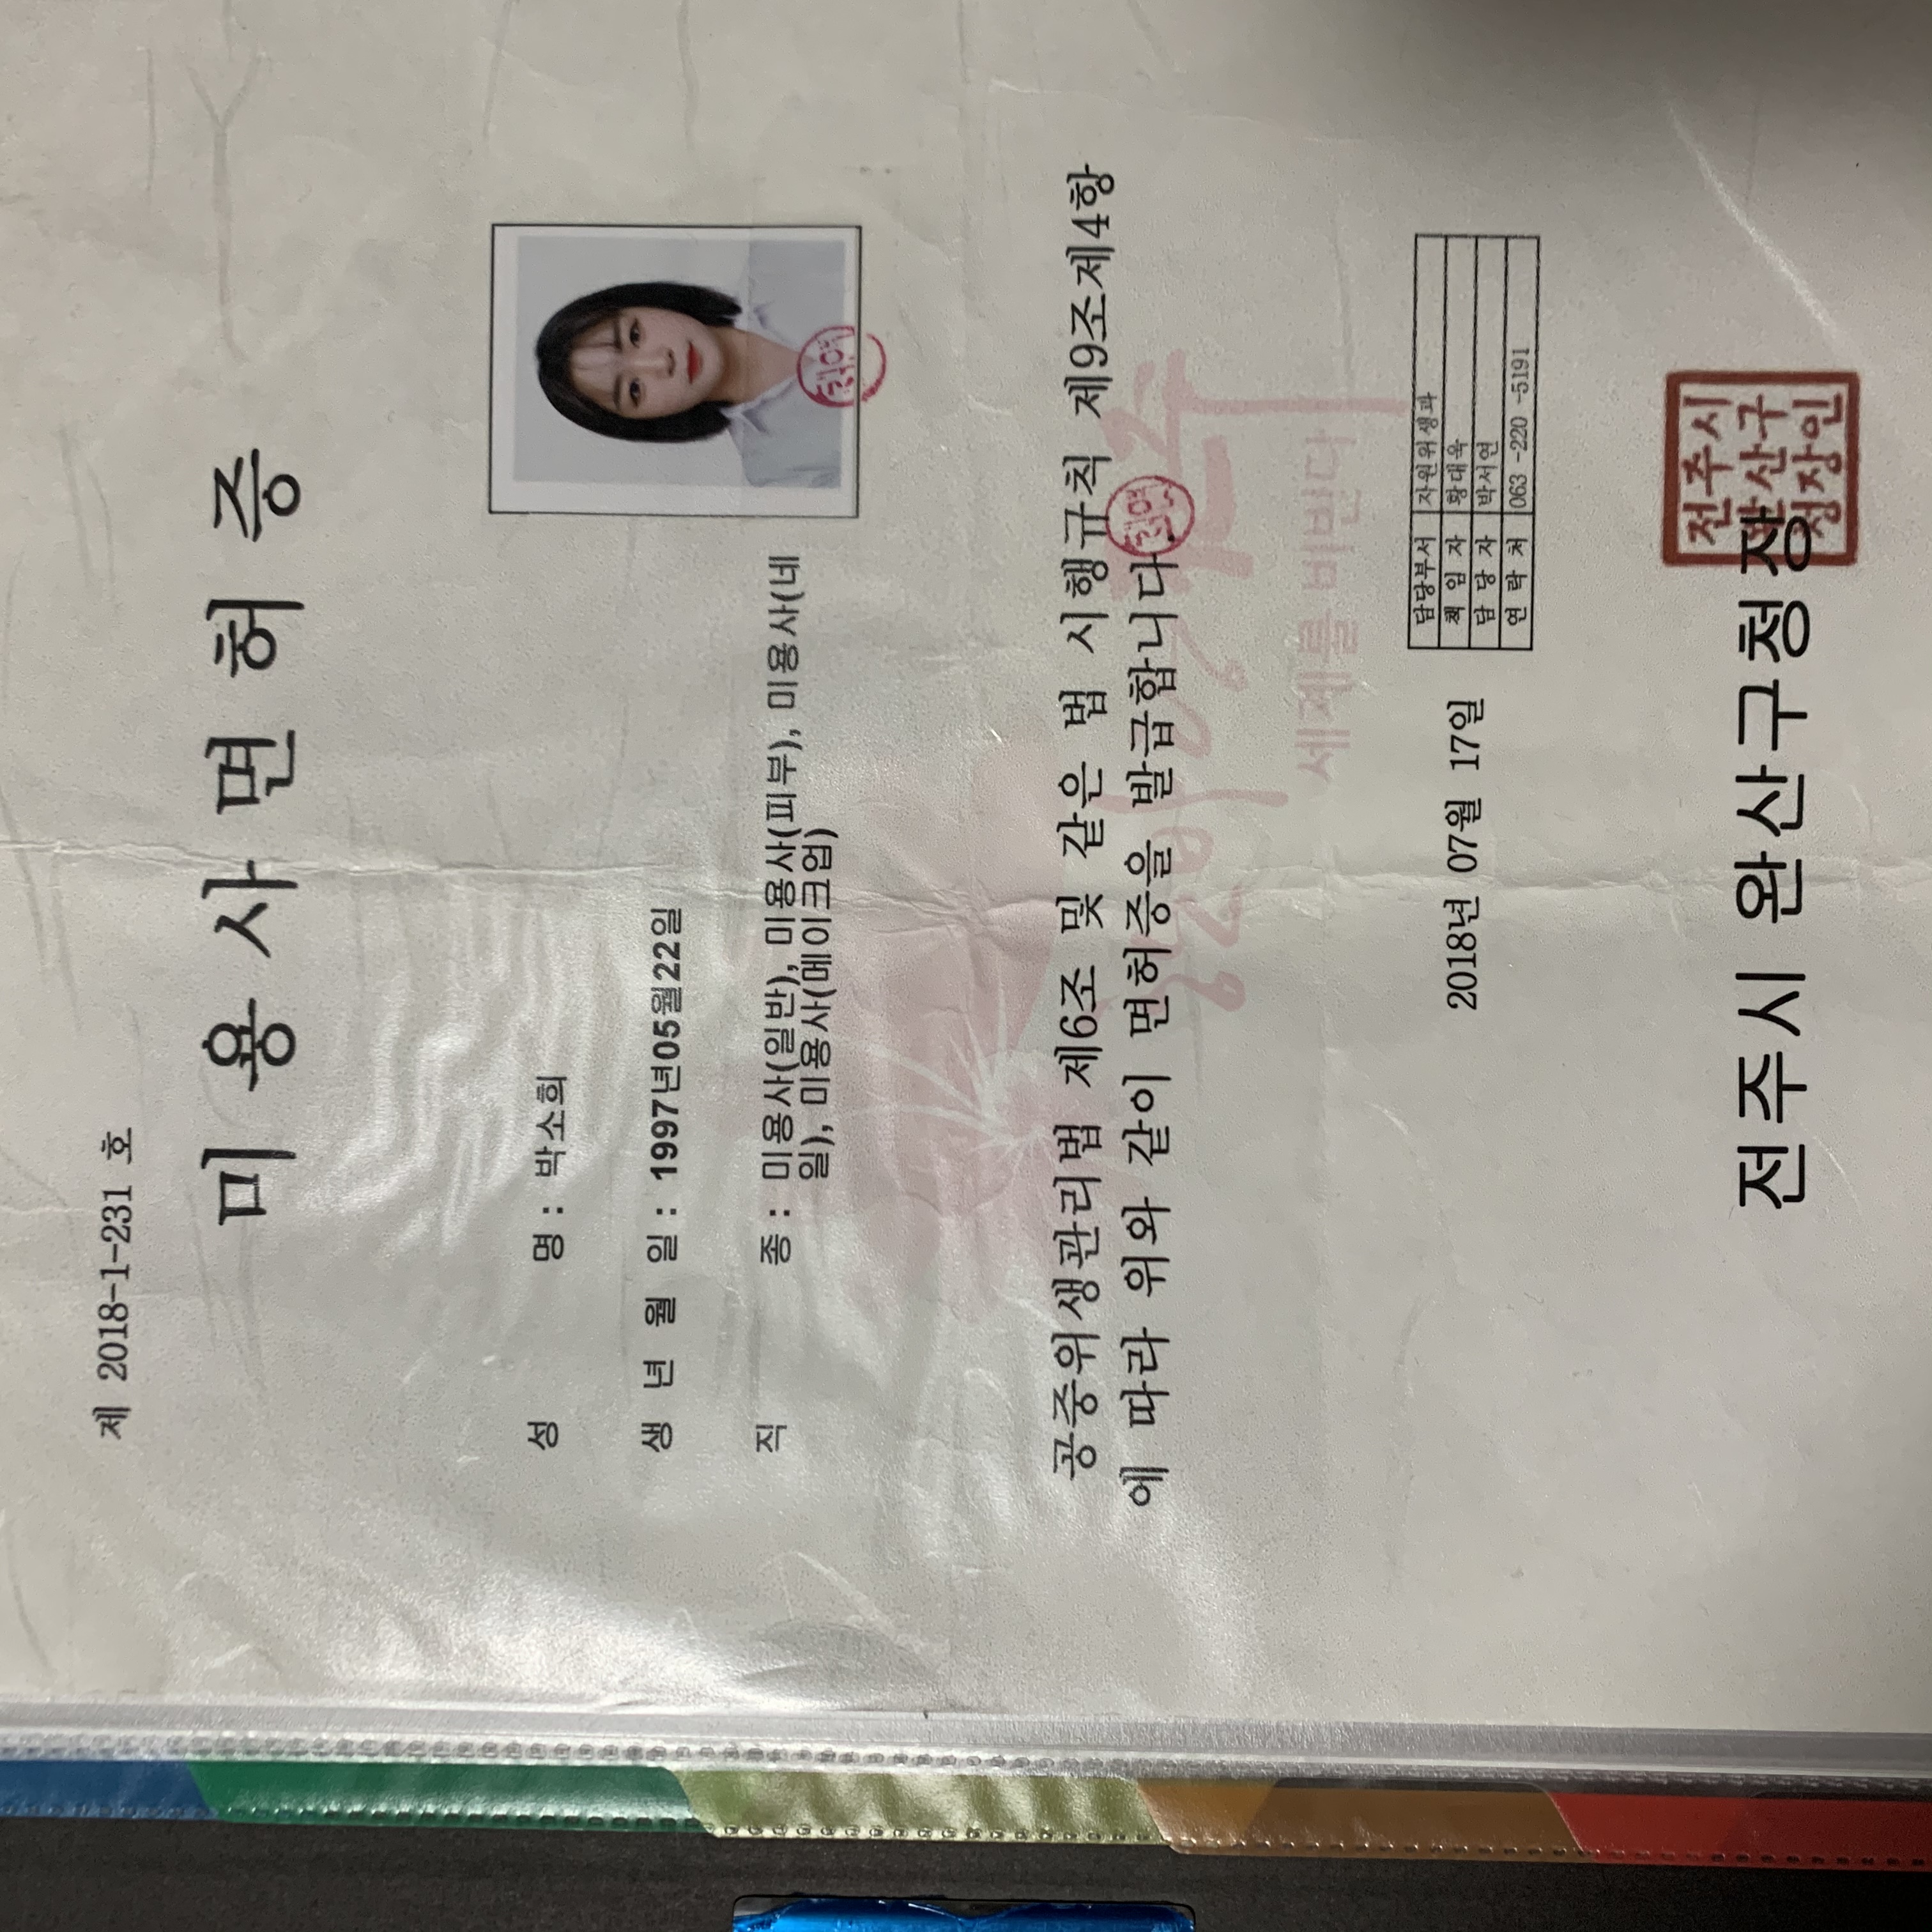 제 2018-1-231 호
미 용 사 면 허 증
성 명 : 박소희
생 년 월 일 : 1997년05월22일
직 종 : 미용사(일반), 미용사(피부), 미용사(네
일), 미용사(메이크업)
공중위생관리법 제6조 및 같은 법 시행규칙 제9조제4항
에 따라 위와 같이 면허증을 발급합니다.
세계를 비빈다
2018년 07월 17일
담당부서 자원위생과
책 임 자 황대욱
담 당 자 박서연
연 락 처 063 -220 -5191
전주시 완산구청장
전주시
완산구
청장인